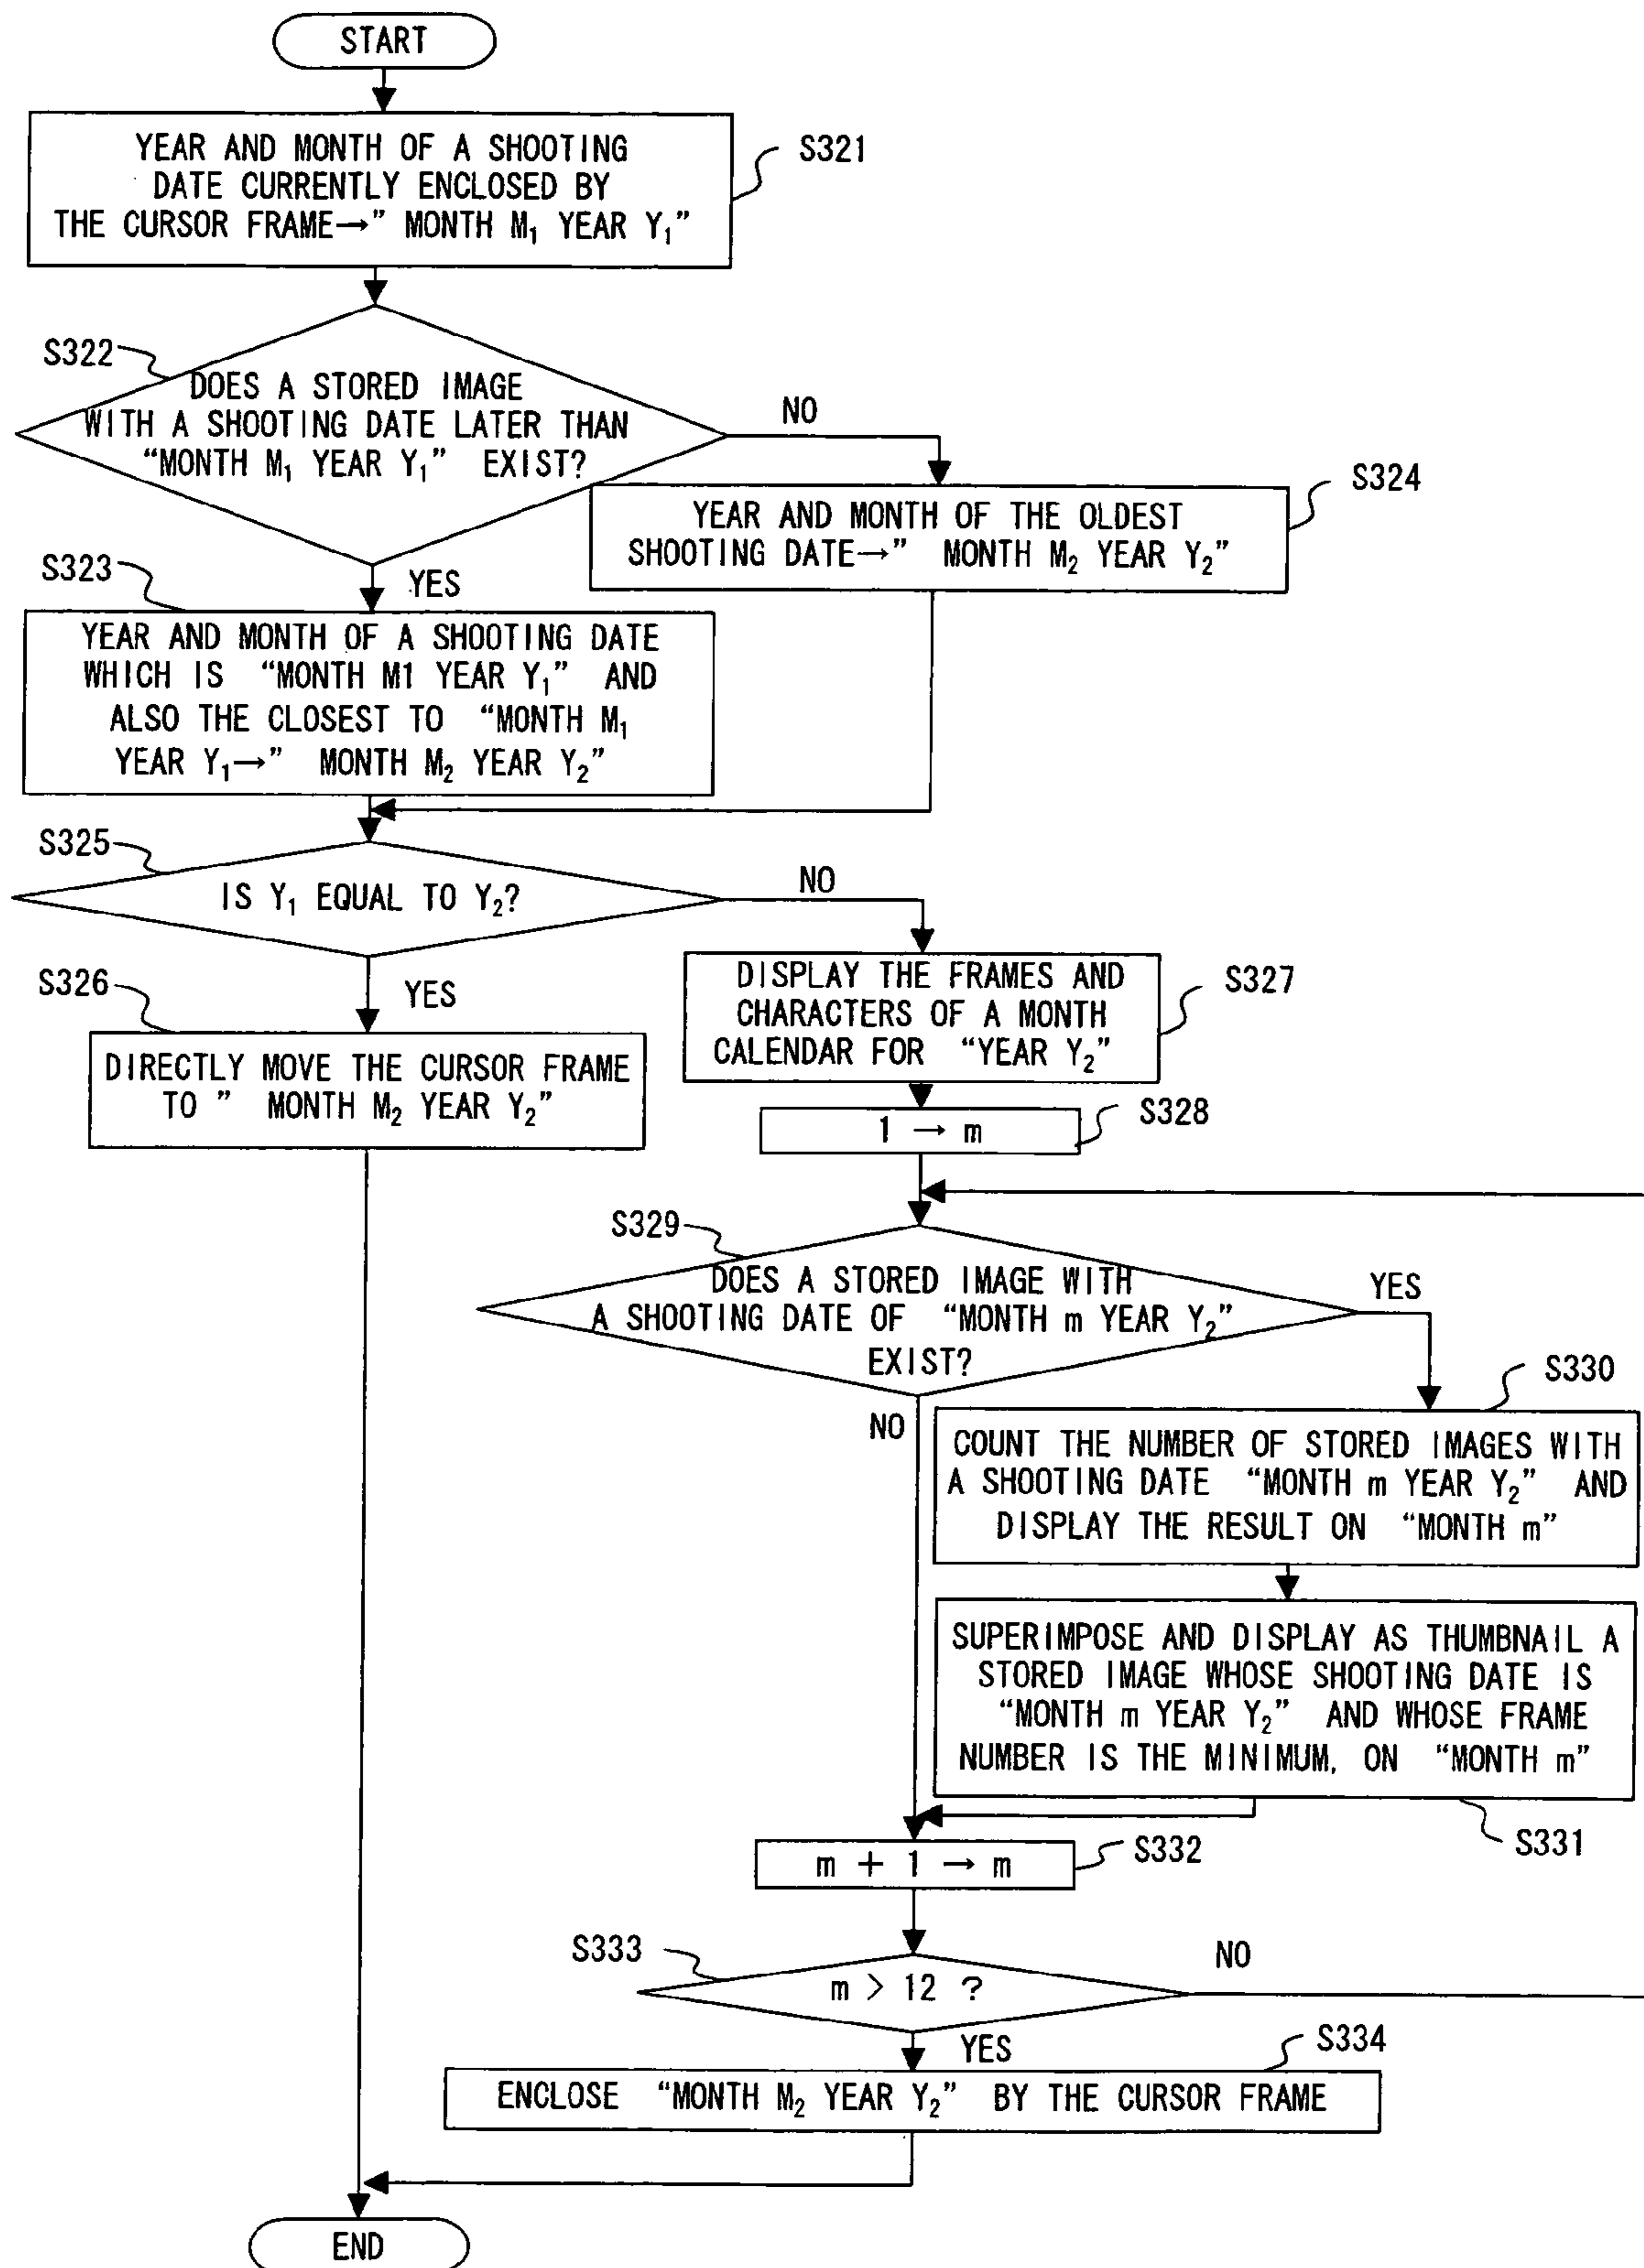 START
YEAR AND MONTH OF A SHOOTING
DATE CURRENTLY ENCLOSED BY
THE CURSOR FRAME→” MONTH M₁ YEAR Y₁”
S321
S322
DOES A STORED IMAGE
WITH A SHOOTING DATE LATER THAN
“MONTH M₁ YEAR Y₁” EXIST?
NO
S324
YEAR AND MONTH OF THE OLDEST
SHOOTING DATE→” MONTH M₂ YEAR Y₂”
S323
YES
YEAR AND MONTH OF A SHOOTING DATE
WHICH IS “MONTH M1 YEAR Y₁” AND
ALSO THE CLOSEST TO “MONTH M₁
YEAR Y₁→” MONTH M₂ YEAR Y₂”
S325
IS Y₁ EQUAL TO Y₂?
NO
S326
YES
DIRECTLY MOVE THE CURSOR FRAME
TO ” MONTH M₂ YEAR Y₂”
DISPLAY THE FRAMES AND
CHARACTERS OF A MONTH
CALENDAR FOR “YEAR Y₂”
S327
1 → m
S328
S329
DOES A STORED IMAGE WITH
A SHOOTING DATE OF “MONTH m YEAR Y₂”
EXIST?
YES
NO
S330
COUNT THE NUMBER OF STORED IMAGES WITH
A SHOOTING DATE “MONTH m YEAR Y₂” AND
DISPLAY THE RESULT ON “MONTH m”
SUPERIMPOSE AND DISPLAY AS THUMBNAIL A
STORED IMAGE WHOSE SHOOTING DATE IS
“MONTH m YEAR Y₂” AND WHOSE FRAME
NUMBER IS THE MINIMUM, ON “MONTH m”
S331
m + 1 → m
S332
S333
m > 12 ?
NO
YES
S334
ENCLOSE “MONTH M₂ YEAR Y₂” BY THE CURSOR FRAME
END